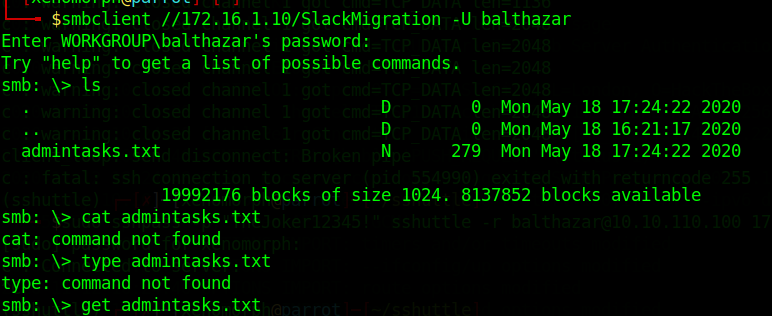 $smbclient //172.16.1.10/SlackMigration -U balthazar
Enter WORKGROUP\balthazar's password:
Try "help" to get a list of possible commands.
smb: \> ls
. D 0 Mon May 18 17:24:22 2020
.. D 0 Mon May 18 16:21:17 2020
admintasks.txt N 279 Mon May 18 17:24:22 2020
19992176 blocks of size 1024. 8137852 blocks available
smb: \> cat admintasks.txt
cat: command not found
smb: \> type admintasks.txt
type: command not found
smb: \> get admintasks.txt